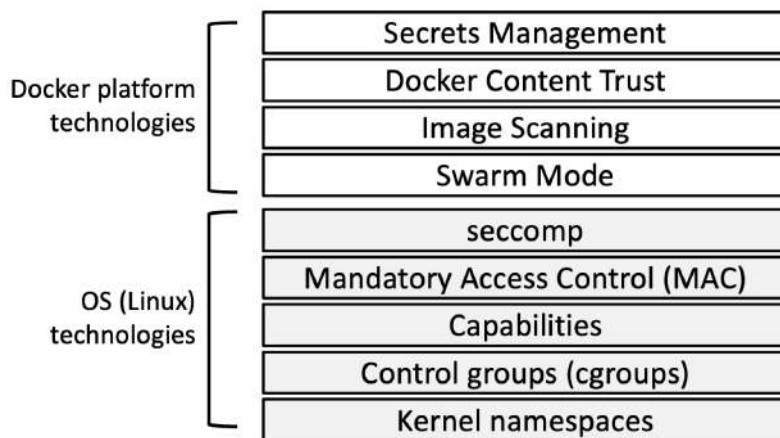 Docker platform
technologies
Secrets Management
Docker Content Trust
Image Scanning
Swarm Mode
OS (Linux)
technologies
seccomp
Mandatory Access Control (MAC)
Capabilities
Control groups (cgroups)
Kernel namespaces